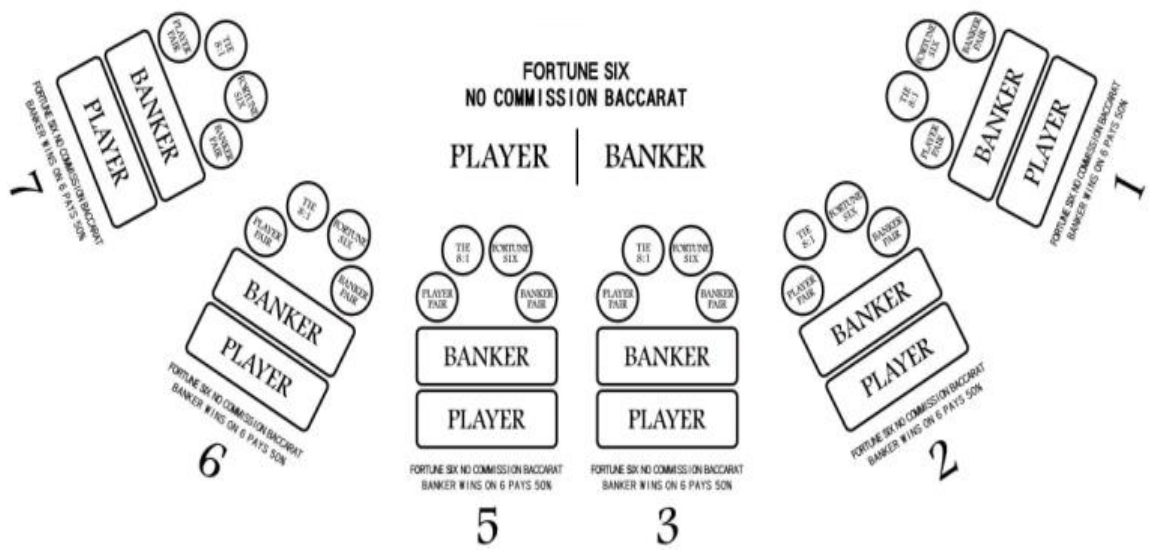 FORTUNE SIX
NO COMMISSION BACCARAT
PLAYER | BANKER
PLAYER PAIR
TIE 8:1
FORTUNE SIX
BANKER PAIR
BANKER
PLAYER
FORTUNE SIX NO COMMISSION BACCARAT
BANKER WINS ON 6 PAYS 50%
7
PLAYER PAIR
TIE 8:1
FORTUNE SIX
BANKER PAIR
BANKER
PLAYER
FORTUNE SIX NO COMMISSION BACCARAT
BANKER WINS ON 6 PAYS 50%
6
PLAYER PAIR
TIE 8:1
FORTUNE SIX
BANKER PAIR
BANKER
PLAYER
FORTUNE SIX NO COMMISSION BACCARAT
BANKER WINS ON 6 PAYS 50%
5
PLAYER PAIR
TIE 8:1
FORTUNE SIX
BANKER PAIR
BANKER
PLAYER
FORTUNE SIX NO COMMISSION BACCARAT
BANKER WINS ON 6 PAYS 50%
3
PLAYER PAIR
TIE 8:1
FORTUNE SIX
BANKER PAIR
BANKER
PLAYER
FORTUNE SIX NO COMMISSION BACCARAT
BANKER WINS ON 6 PAYS 50%
2
PLAYER PAIR
TIE 8:1
FORTUNE SIX
BANKER PAIR
BANKER
PLAYER
FORTUNE SIX NO COMMISSION BACCARAT
BANKER WINS ON 6 PAYS 50%
1